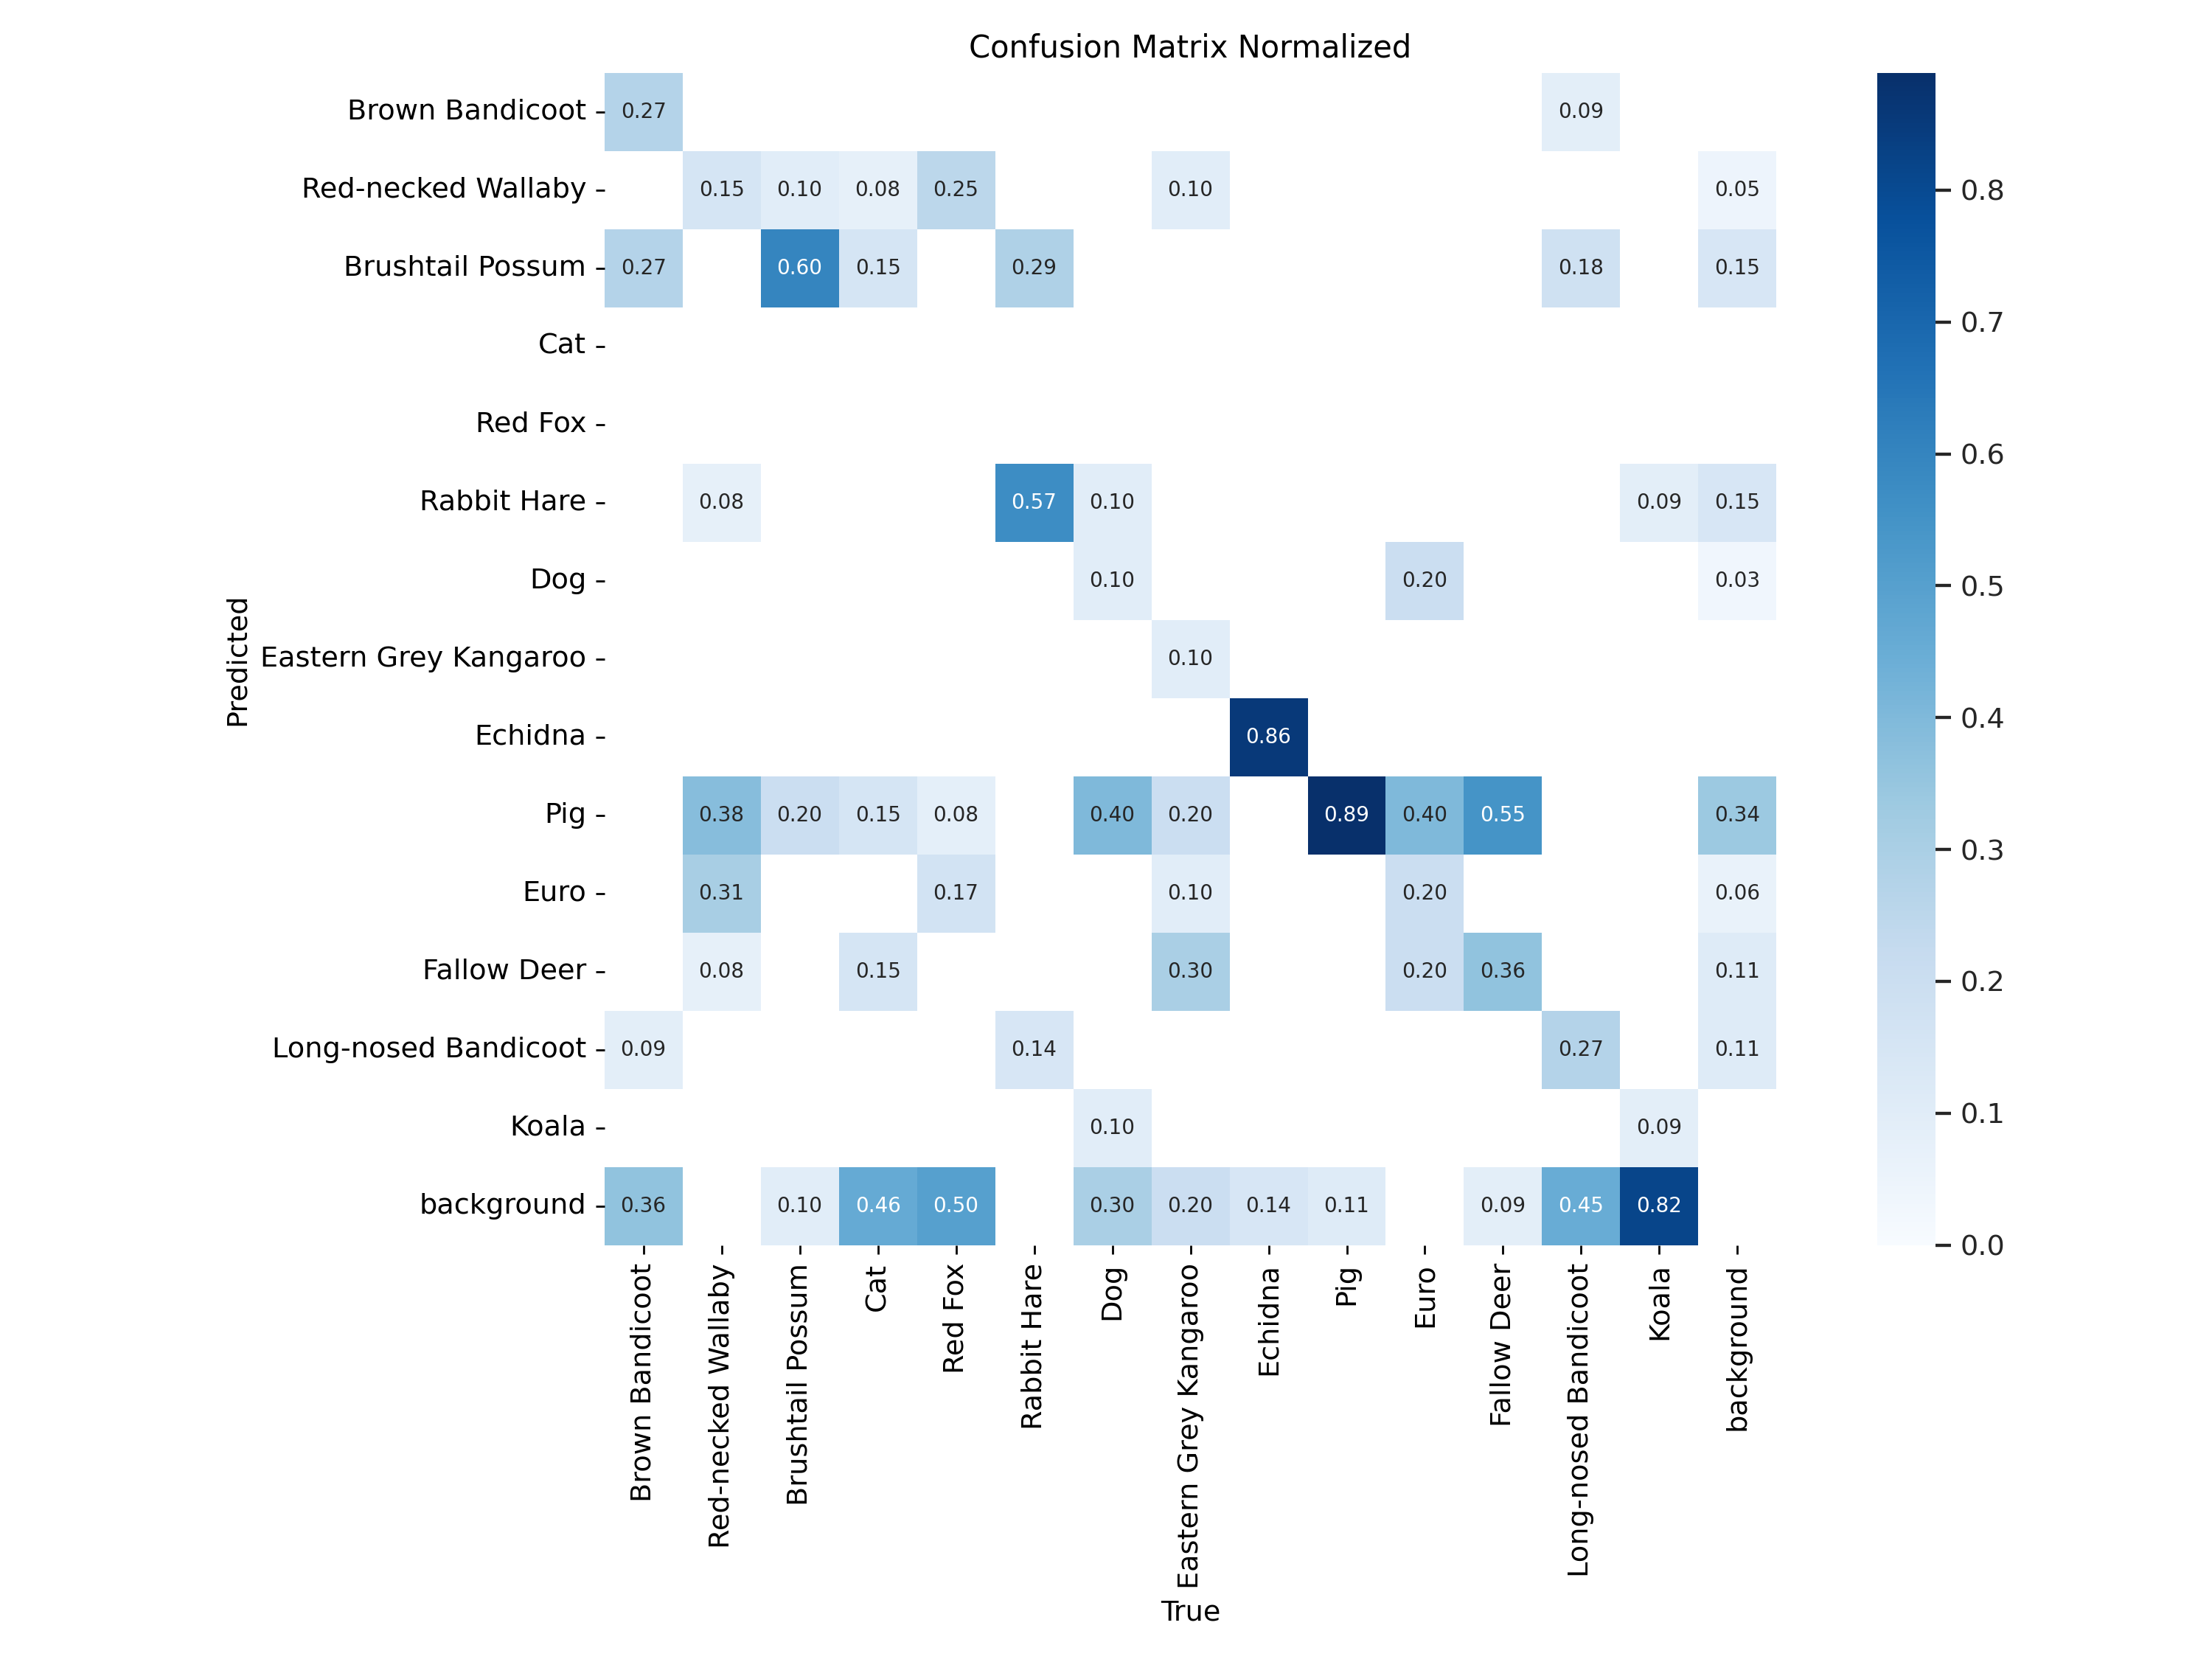 Confusion Matrix Normalized
Brown Bandicoot 0.27 0.09
Red-necked Wallaby 0.15 0.10 0.08 0.25 0.10 0.05
Brushtail Possum 0.27 0.60 0.15 0.29 0.18 0.15
Cat
Red Fox
Rabbit Hare 0.08 0.57 0.10 0.09 0.15
Dog 0.10 0.20 0.03
Eastern Grey Kangaroo 0.10
Echidna 0.86
Pig 0.38 0.20 0.15 0.08 0.40 0.20 0.89 0.40 0.55 0.34
Euro 0.31 0.17 0.10 0.20 0.06
Fallow Deer 0.08 0.15 0.30 0.20 0.36 0.11
Long-nosed Bandicoot 0.09 0.14 0.27 0.11
Koala 0.10 0.09
background 0.36 0.10 0.46 0.50 0.30 0.20 0.14 0.11 0.09 0.45 0.82
Predicted
Brown Bandicoot
Red-necked Wallaby
Brushtail Possum
Cat
Red Fox
Rabbit Hare
Dog
Eastern Grey Kangaroo
Echidna
Pig
Euro
Fallow Deer
Long-nosed Bandicoot
Koala
background
True
0.8
0.7
0.6
0.5
0.4
0.3
0.2
0.1
0.0